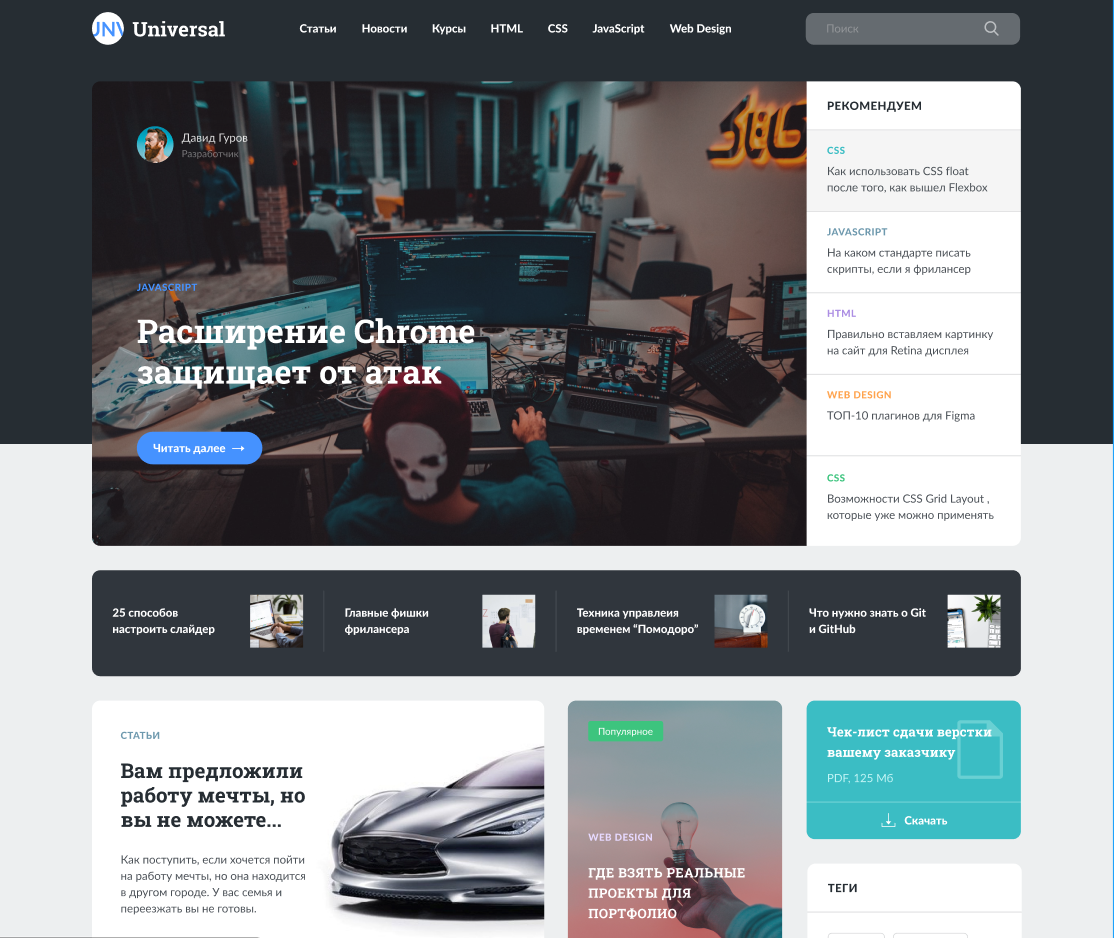 UNV Universal
Статьи Новости Курсы HTML CSS JavaScript Web Design
Поиск
Давид Гуров
Разработчик
JAVASCRIPT
Расширение Chrome
защищает от атак
Читать далее →
РЕКОМЕНДУЕМ
CSS
Как использовать CSS float
после того, как вышел Flexbox
JAVASCRIPT
На каком стандарте писать
скрипты, если я фрилансер
HTML
Правильно вставляем картинку
на сайт для Retina дисплея
WEB DESIGN
ТОП-10 плагинов для Figma
CSS
Возможности CSS Grid Layout ,
которые уже можно применять
25 способов
настроить слайдер
Главные фишки
фрилансера
Техника управлеия
временем “Помодоро”
Что нужно знать о Git
и GitHub
СТАТЬИ
Вам предложили
работу мечты, но
вы не можете...
Как поступить, если хочется пойти
на работу мечты, но она находится
в другом городе. У вас семья и
переезжать вы не готовы.
Популярное
WEB DESIGN
ГДЕ ВЗЯТЬ РЕАЛЬНЫЕ
ПРОЕКТЫ ДЛЯ
ПОРТФОЛИО
Чек-лист сдачи верстки
вашему заказчику
PDF, 125 Мб
Скачать
ТЕГИ